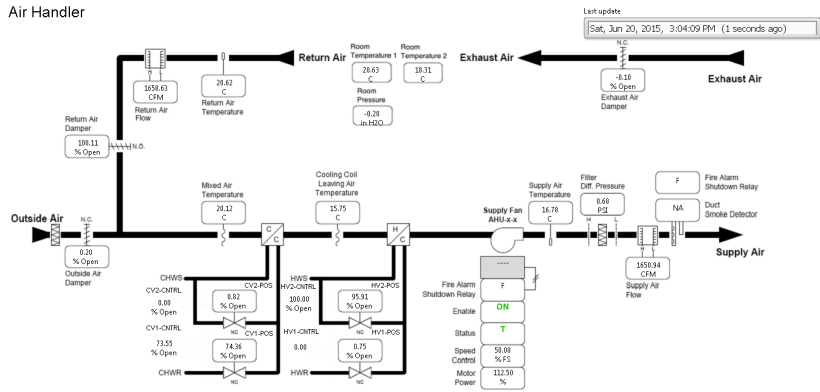 Air Handler
Last update
Sat, Jun 20, 2015, 3:04:09 PM (1 seconds ago)
Return Air
Room
Temperature 1
Room
Temperature 2
20.63
C
18.31
C
Room
Pressure
-0.20
in H2O
Exhaust Air
N.C.
-0.10
% Open
Exhaust Air
Damper
Exhaust Air
H L
1650.63
CFM
Return Air
Flow
20.62
C
Return Air
Temperature
Return Air
Damper
100.11
% Open
N.O.
Mixed Air
Temperature
20.12
C
Cooling Coil
Leaving Air
Temperature
15.75
C
Supply Fan
AHU-x-x
Supply Air
Temperature
16.78
C
Filter
Diff. Pressure
0.68
PSI
H L
F
Fire Alarm
Shutdown Relay
NA
Duct
Smoke Detector
Outside Air
N.C.
0.20
% Open
Outside Air
Damper
C
C
H
C
H L
1650.94
CFM
Supply Air
Flow
Supply Air
CHWS
CV2-CNTRL
CV2-POS
0.00
% Open
0.82
% Open
NC
CV1-CNTRL
CV1-POS
73.55
% Open
74.36
% Open
CHWR
NC
HWS
HV2-CNTRL
HV2-POS
100.00
% Open
95.91
% Open
NC
HV1-CNTRL
HV1-POS
0.00
0.75
% Open
HWR
NC
----
Fire Alarm
Shutdown Relay
F
Enable
ON
Status
T
Speed
Control
50.00
% FS
Motor
Power
112.50
%